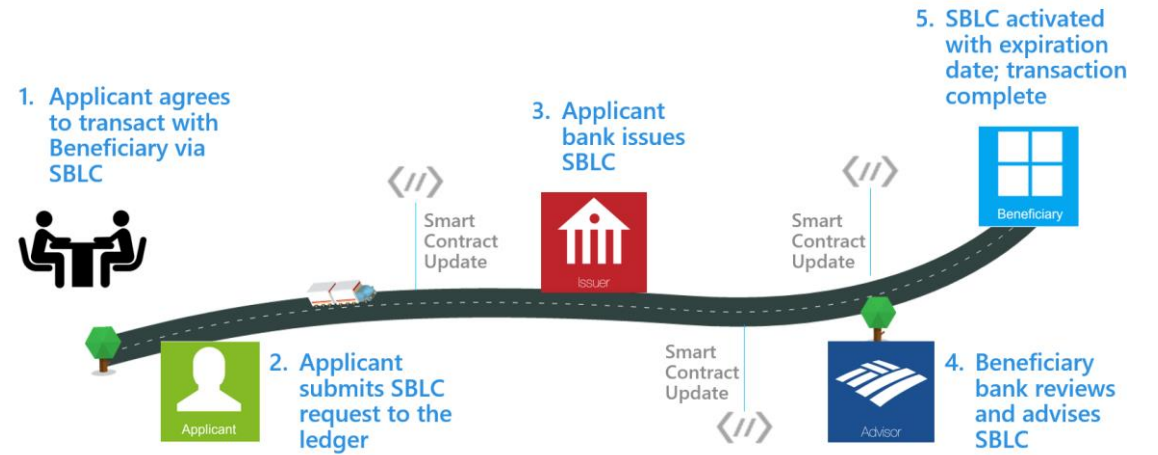 1. Applicant agrees
to transact with
Beneficiary via
SBLC
Applicant
2. Applicant
submits SBLC
request to the
ledger
Smart
Contract
Update
3. Applicant
bank issues
SBLC
Issuer
Smart
Contract
Update
Advisor
4. Beneficiary
bank reviews
and advises
SBLC
Smart
Contract
Update
5. SBLC activated
with expiration
date; transaction
complete
Beneficiary